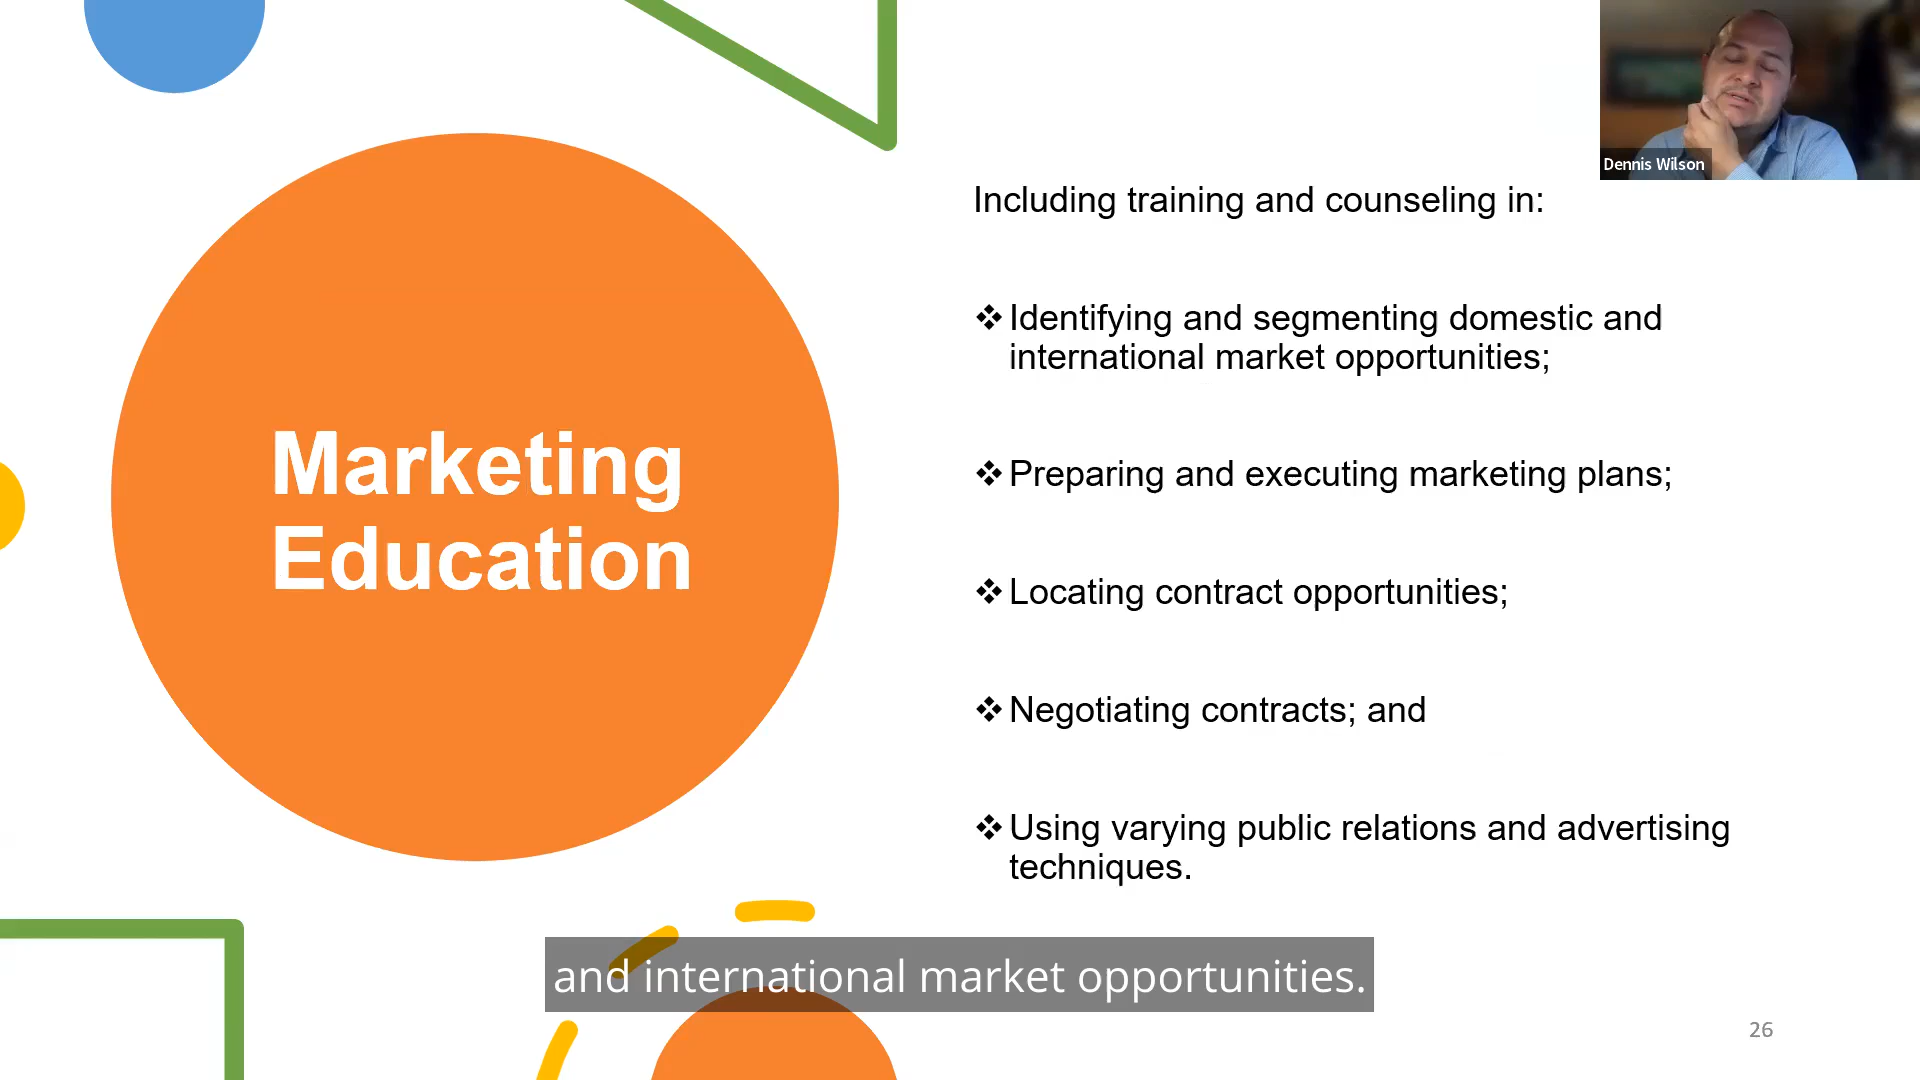 Dennis Wilson
Including training and counseling in:
❖ Identifying and segmenting domestic and
international market opportunities;
❖ Preparing and executing marketing plans;
❖ Locating contract opportunities;
❖ Negotiating contracts; and
❖ Using varying public relations and advertising
techniques.
Marketing
Education
and international market opportunities.
26